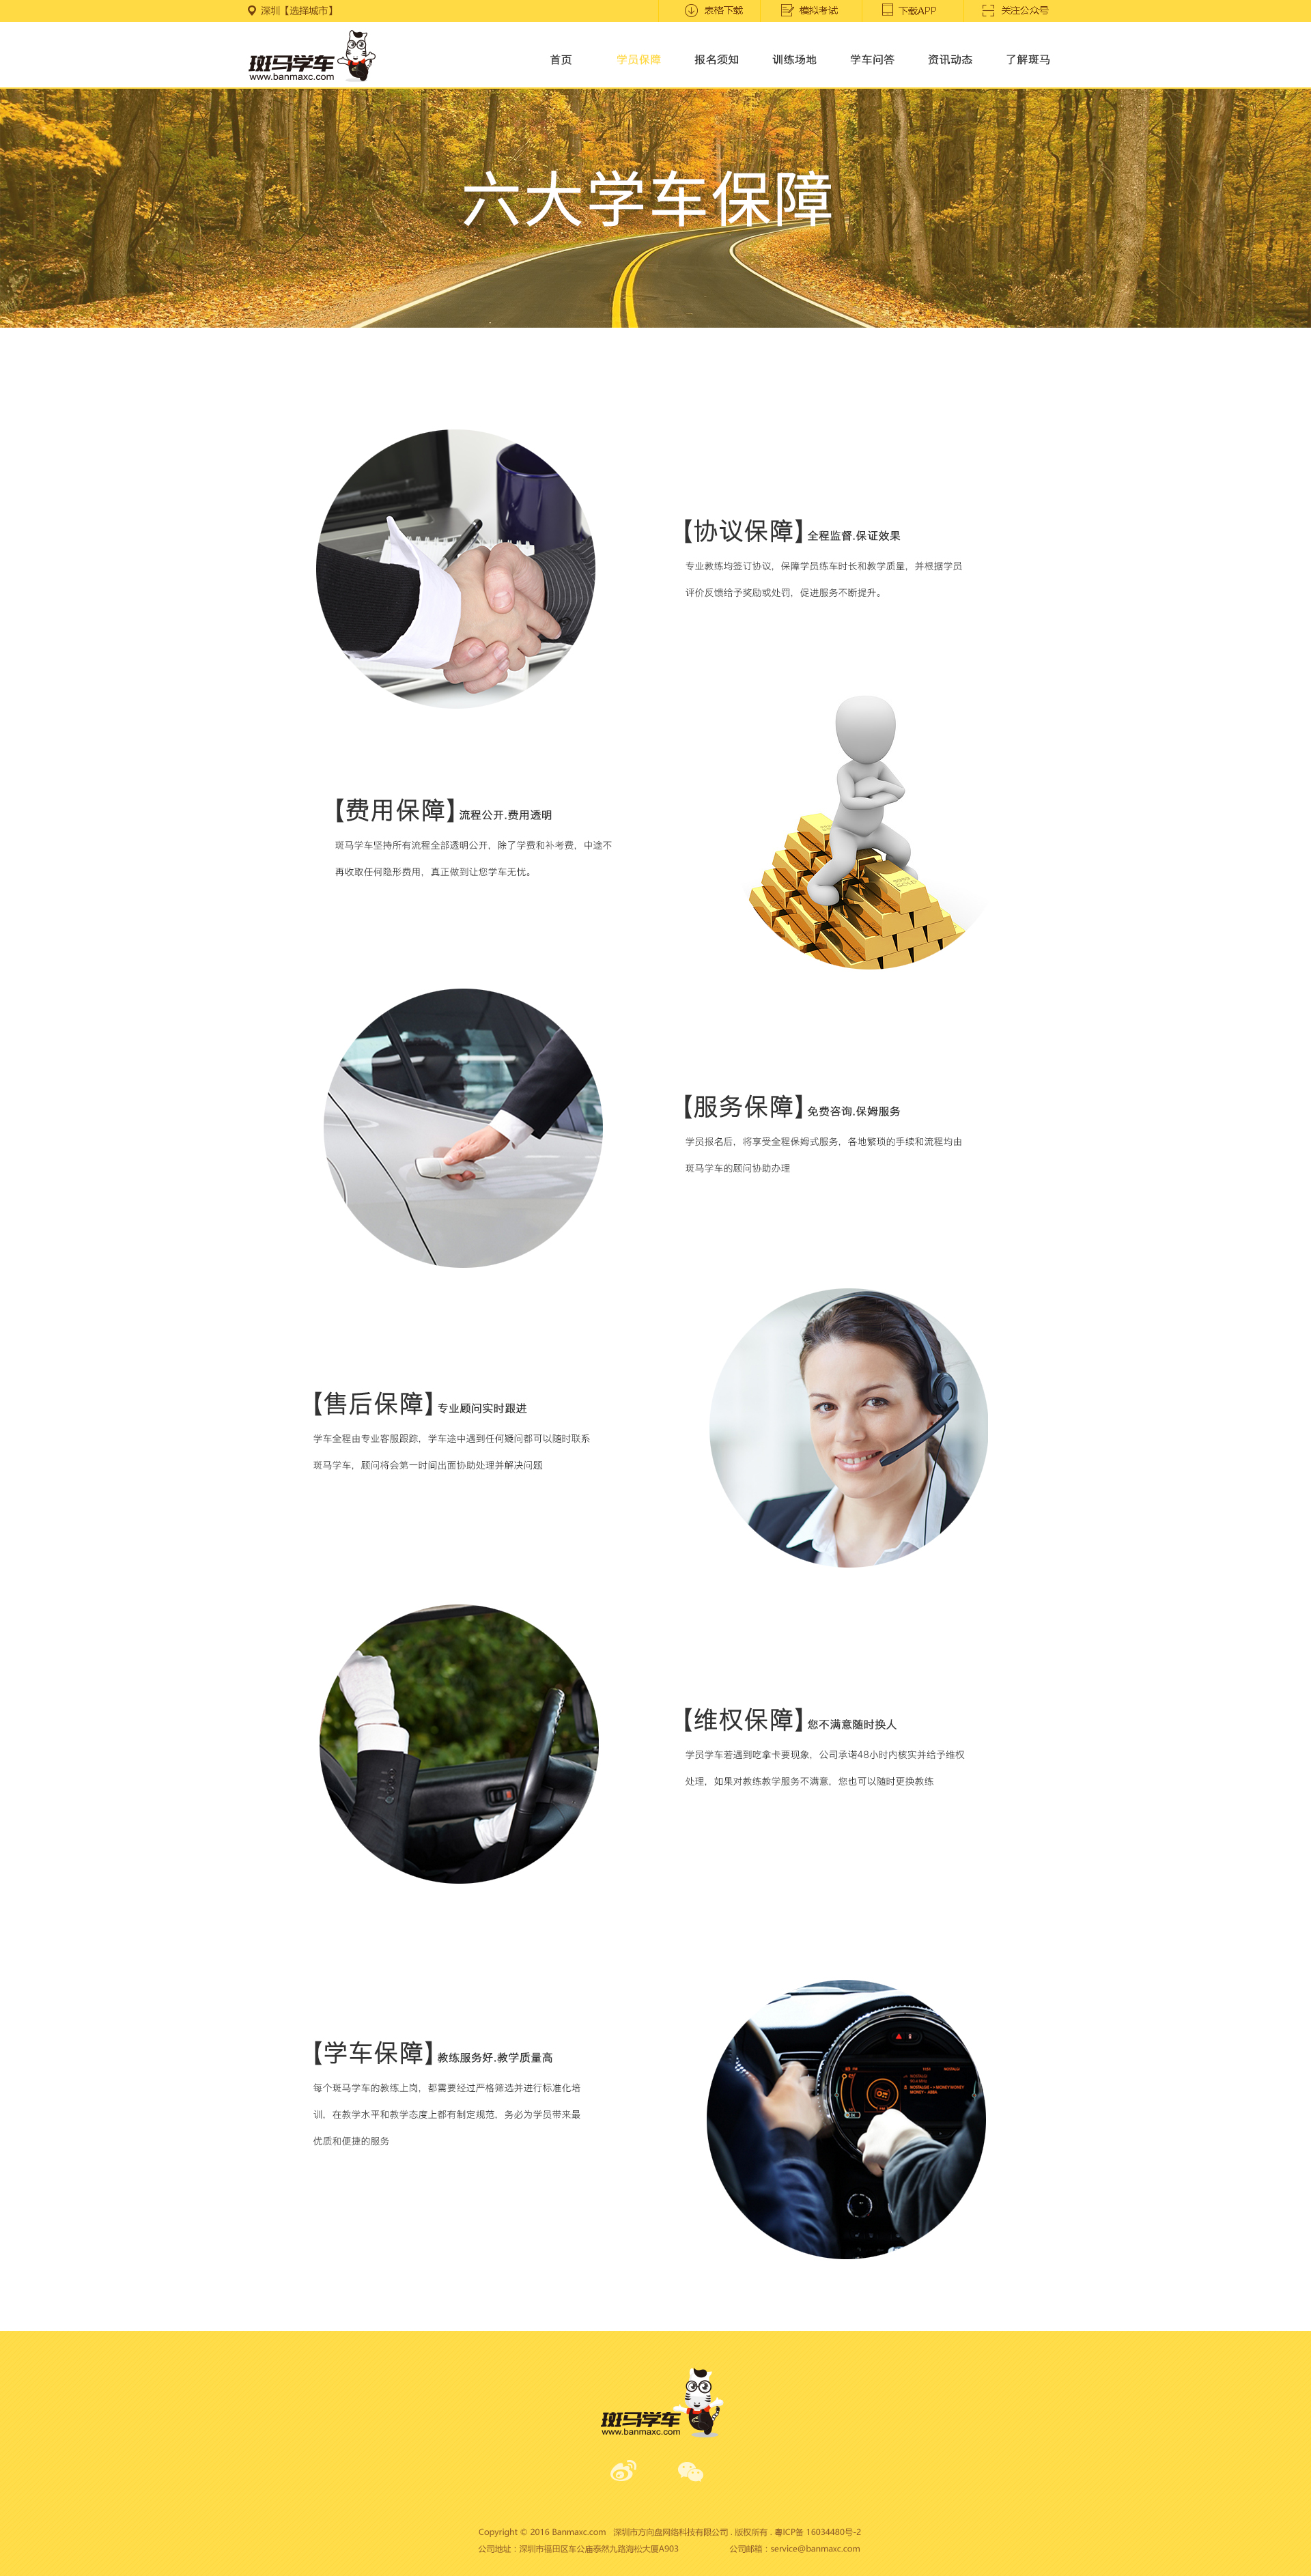 深圳【选择城市】
表格下载
模拟考试
下载APP
关注公众号
斑马学车
www.banmaxc.com
首页
学员保障
报名须知
训练场地
学车问答
资讯动态
了解斑马
六大学车保障
【协议保障】全程监督.保证效果
专业教练均签订协议，保障学员练车时长和教学质量，并根据学员
评价反馈给予奖励或处罚，促进服务不断提升。
【费用保障】流程公开.费用透明
斑马学车坚持所有流程全部透明公开，除了学费和补考费，中途不
再收取任何隐形费用，真正做到让您学车无忧。
【服务保障】免费咨询.保姆服务
学员报名后，将享受全程保姆式服务，各地繁琐的手续和流程均由
斑马学车的顾问协助办理
【售后保障】专业顾问实时跟进
学车全程由专业客服跟踪，学车途中遇到任何疑问都可以随时联系
斑马学车，顾问将会第一时间出面协助处理并解决问题
【维权保障】您不满意随时换人
学员学车若遇到吃拿卡要现象，公司承诺48小时内核实并给予维权
处理，如果对教练教学服务不满意，您也可以随时更换教练
【学车保障】教练服务好.教学质量高
每个斑马学车的教练上岗，都需要经过严格筛选并进行标准化培
训，在教学水平和教学态度上都有制定规范，务必为学员带来最
优质和便捷的服务
斑马学车
www.banmaxc.com
Copyright © 2016 Banmaxc.com 深圳市方向盘网络科技有限公司 . 版权所有 . 粤ICP备 16034480号-2
公司地址：深圳市福田区车公庙泰然九路海松大厦A903 公司邮箱：service@banmaxc.com